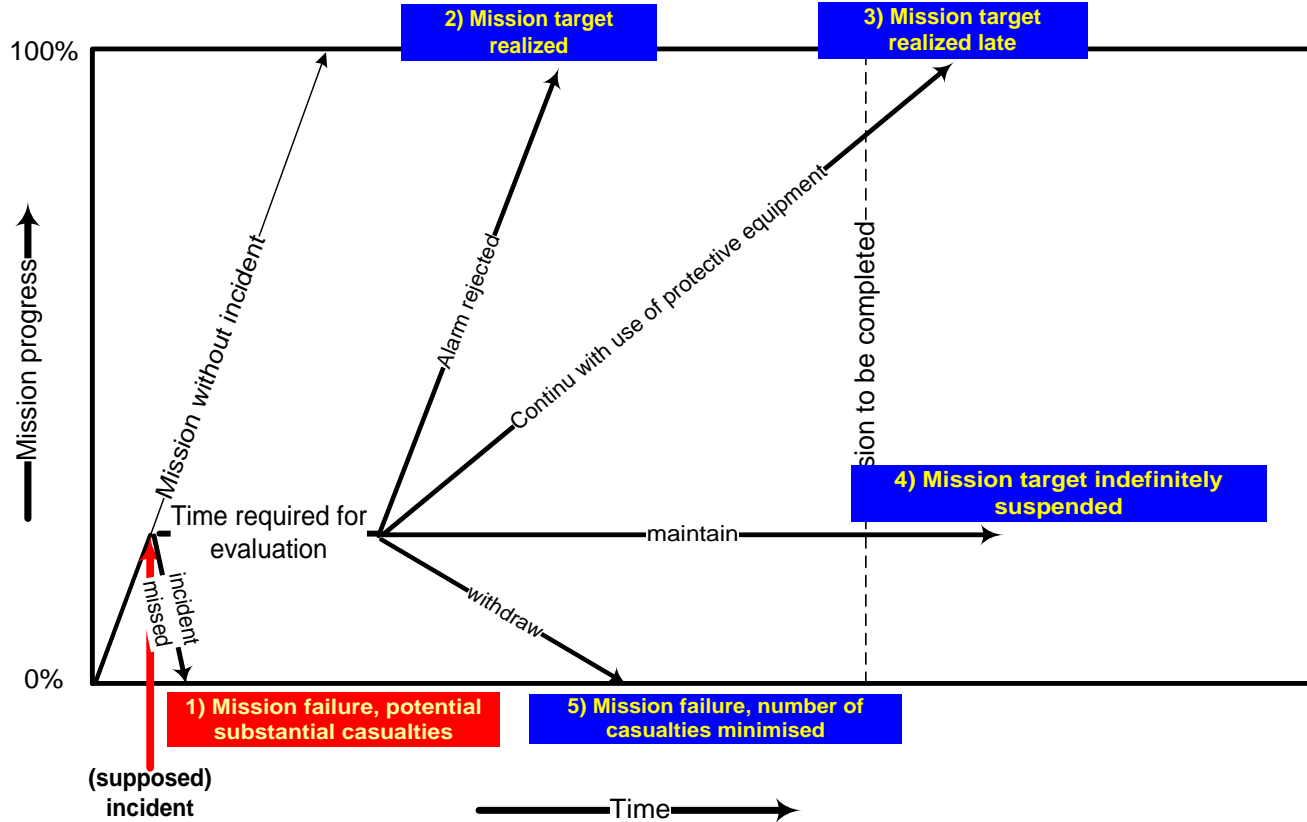 2) Mission target
realized
3) Mission target
realized late
100%
Mission progress
Mission without incident
Alarm rejected
Continu with use of protective equipment
sion to be completed
4) Mission target indefinitely
suspended
Time required for
evaluation
maintain
incident
missed
withdraw
0%
1) Mission failure, potential
substantial casualties
5) Mission failure, number of
casualties minimised
(supposed)
incident
Time